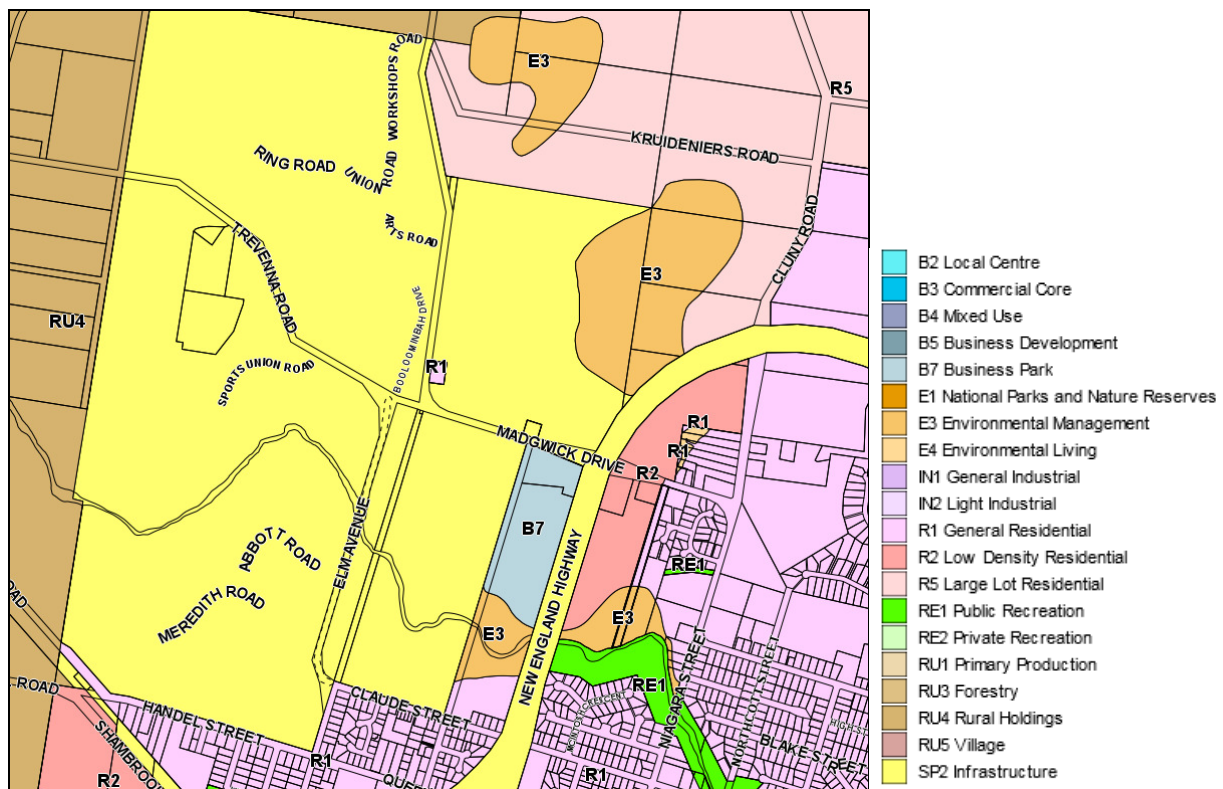 ROAD
WORKSHOPS ROAD
E3
R5
KRUIDENIERS ROAD
RING ROAD
UNION
ROAD
CLUNY ROAD
ARTS ROAD
TREVENNA ROAD
E3
BOOLOOMINBAH DRIVE
RU4
SPORTS UNION ROAD
R1
MADGWICK DRIVE
R1
R1
R2
B7
ABBOTT ROAD
ELM AVENUE
NEW ENGLAND HIGHWAY
RE1
MEREDITH ROAD
E3
E3
NIAGARA STREET
NORTH OTT STREET
RE1
ROAD
HANDEL STREET
CLAUDE STREET
CRESCENT
BLAKE STREET
R1
R2
R1
B2 Local Centre
B3 Commercial Core
B4 Mixed Use
B5 Business Development
B7 Business Park
E1 National Parks and Nature Reserves
E3 Environmental Management
E4 Environmental Living
IN1 General Industrial
IN2 Light Industrial
R1 General Residential
R2 Low Density Residential
R5 Large Lot Residential
RE1 Public Recreation
RE2 Private Recreation
RU1 Primary Production
RU3 Forestry
RU4 Rural Holdings
RU5 Village
SP2 Infrastructure